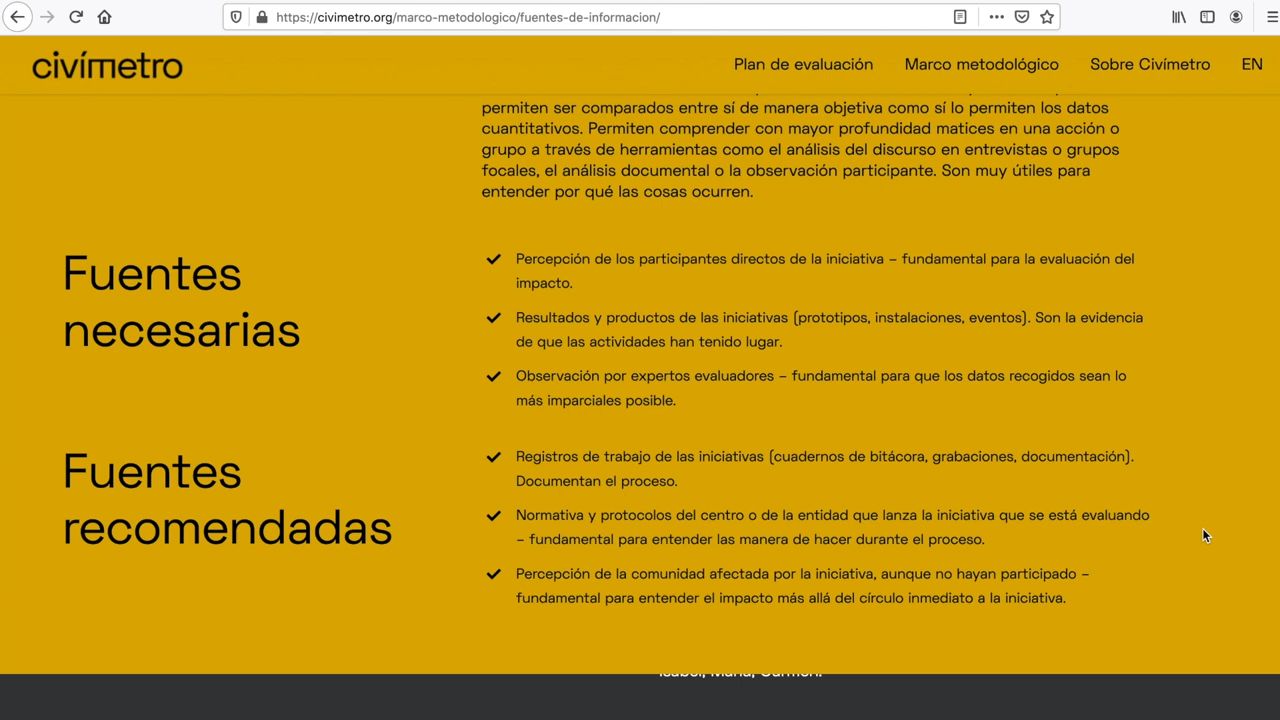 https://civimetro.org/marco-metodologico/fuentes-de-informacion/
civímetro
Plan de evaluación
Marco metodológico
Sobre Civímetro
EN
permiten ser comparados entre sí de manera objetiva como sí lo permiten los datos
cuantitativos. Permiten comprender con mayor profundidad matices en una acción o
grupo a través de herramientas como el análisis del discurso en entrevistas o grupos
focales, el análisis documental o la observación participante. Son muy útiles para
entender por qué las cosas ocurren.
Fuentes
necesarias
Percepción de los participantes directos de la iniciativa – fundamental para la evaluación del
impacto.
Resultados y productos de las iniciativas (prototipos, instalaciones, eventos). Son la evidencia
de que las actividades han tenido lugar.
Observación por expertos evaluadores – fundamental para que los datos recogidos sean lo
más imparciales posible.
Fuentes
recomendadas
Registros de trabajo de las iniciativas (cuadernos de bitácora, grabaciones, documentación).
Documentan el proceso.
Normativa y protocolos del centro o de la entidad que lanza la iniciativa que se está evaluando
– fundamental para entender las manera de hacer durante el proceso.
Percepción de la comunidad afectada por la iniciativa, aunque no hayan participado –
fundamental para entender el impacto más allá del círculo inmediato a la iniciativa.